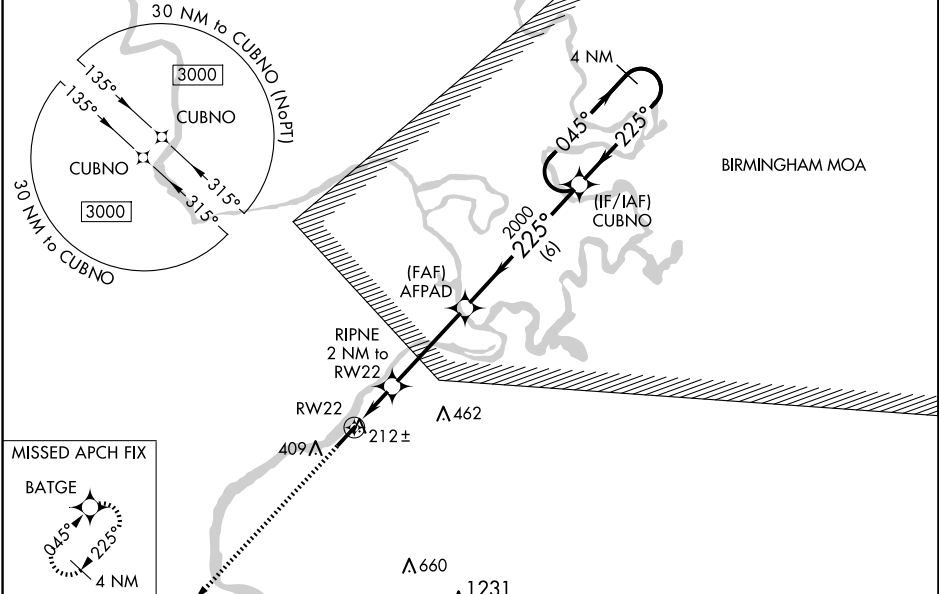 30 NM to CUBNO (NoPT)
3000
135°
135°
CUBNO
CUBNO
315°
315°
3000
30 NM to CUBNO
4 NM
045°
225°
BIRMINGHAM MOA
(IF/IAF)
CUBNO
2000
225°
(6)
(FAF)
AFPAD
RIPNE
2 NM to
RW22
RW22
462
212±
409
MISSED APCH FIX
BATGE
045°
225°
4 NM
660
1231